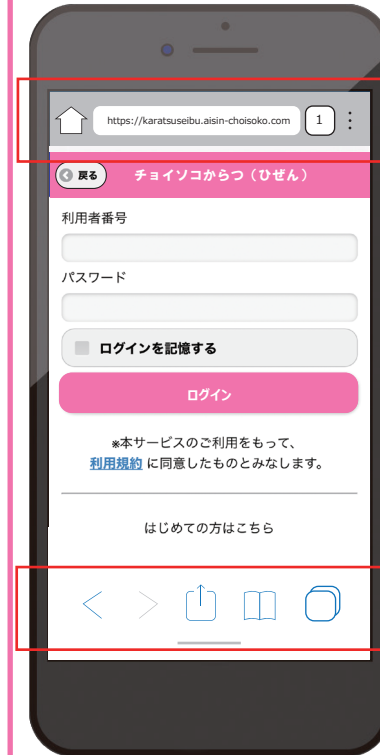 https://karatsuseibu.aisin-choisoko.com 1
戻る チョイソコからつ（ひぜん）
利用者番号
パスワード
ログインを記憶する
ログイン
※本サービスのご利用をもって、
利用規約 に同意したものとみなします。
はじめての方はこちら